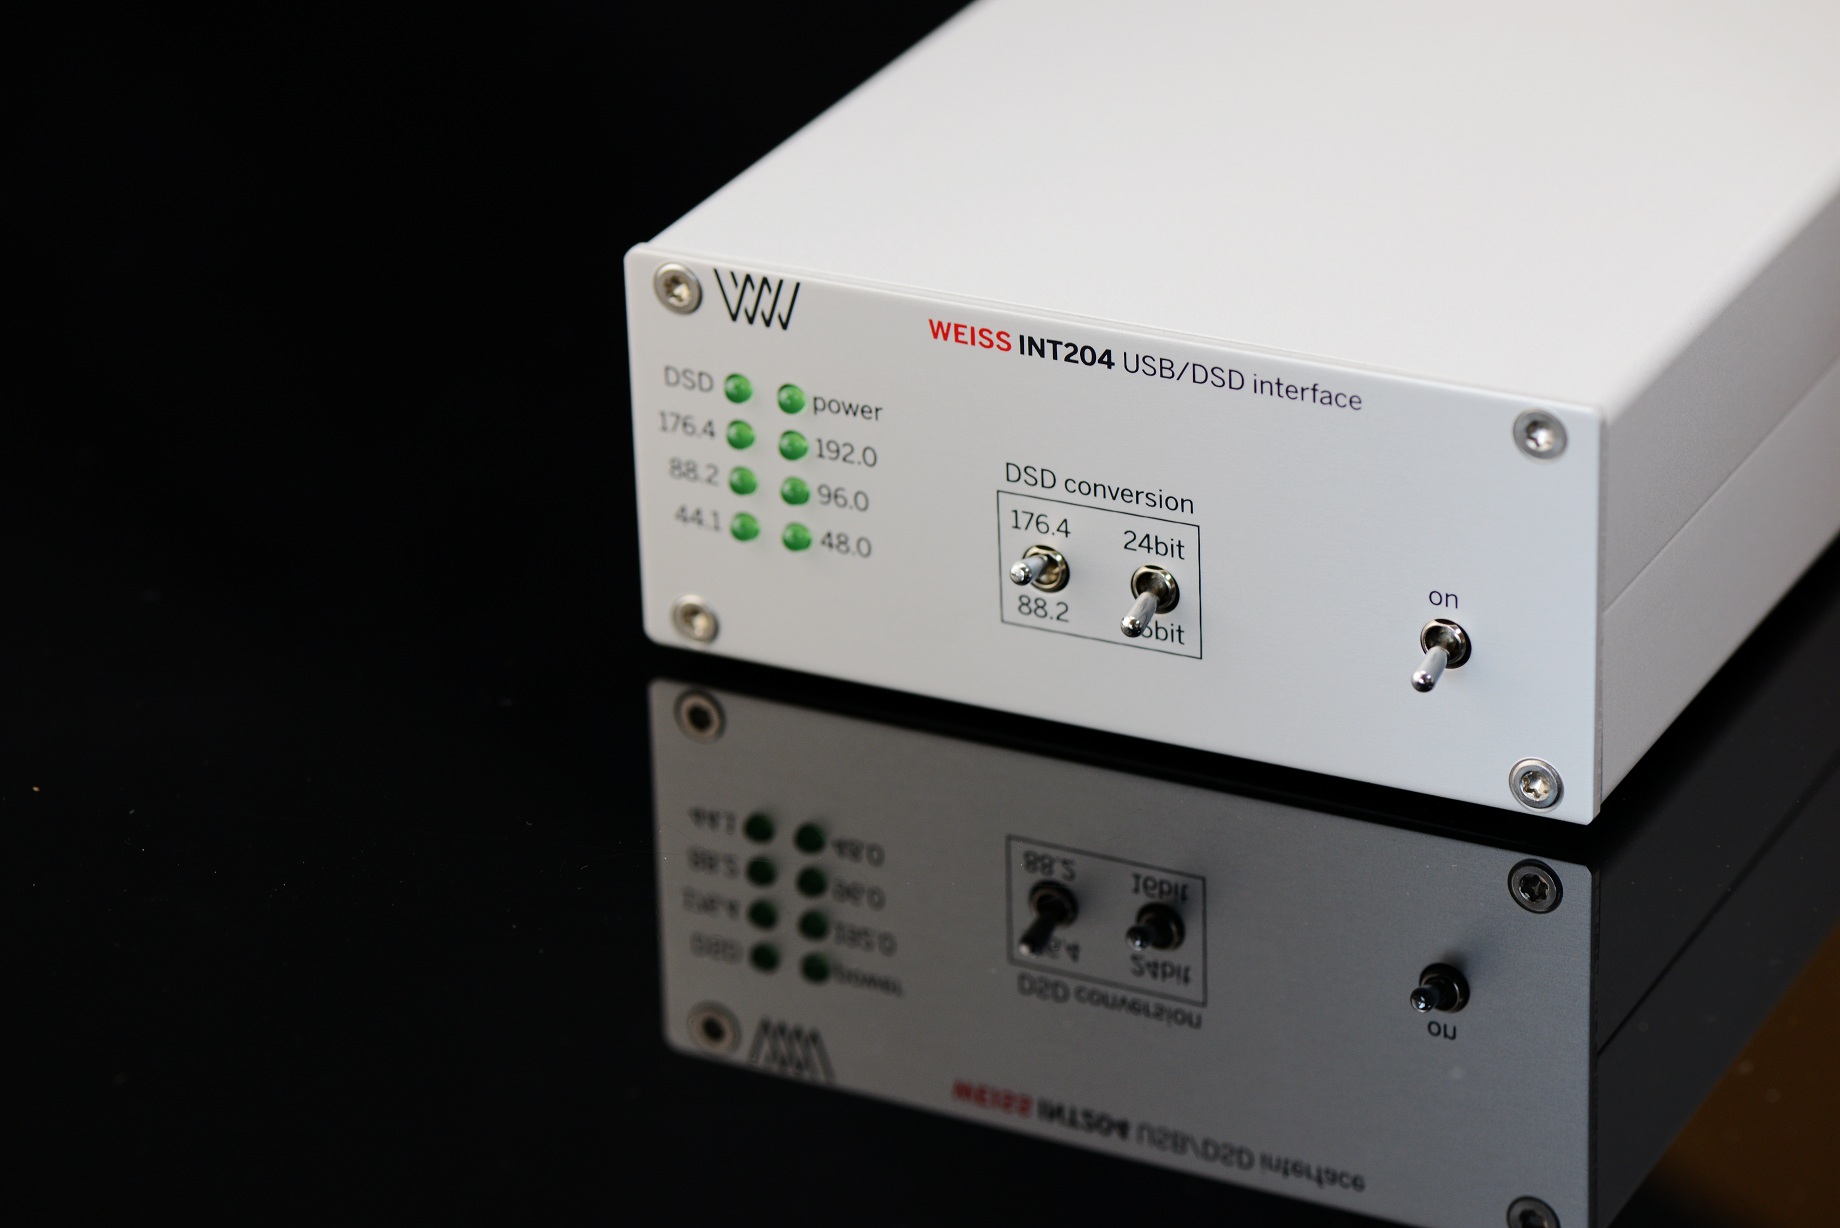 WEISS INT204 USB/DSD interface
DSD power
176.4 192.0
88.2 96.0
44.1 48.0
DSD conversion
176.4 24bit
88.2 16bit
on